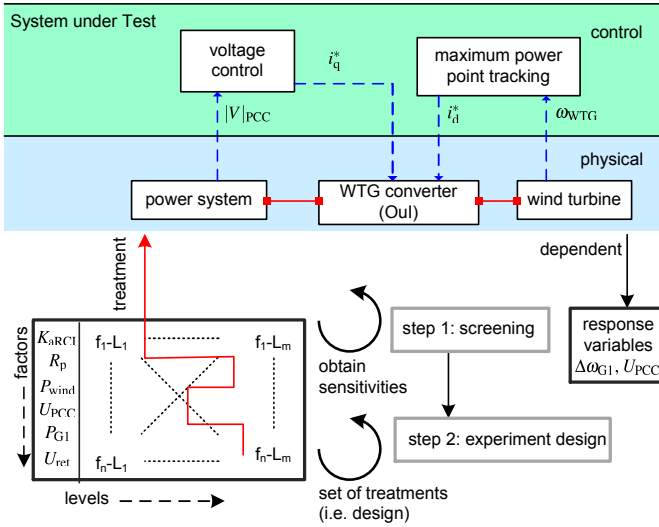 System under Test
control
voltage
control
i*q
maximum power
point tracking
|V|PCC
i*d
ωWTG
physical
power system
WTG converter
(OuI)
wind turbine
dependent
treatment
factors
KaRCI
Rp
Pwind
UPCC
PG1
Uret
f1-L1
f1-Lm
fn-L1
fn-Lm
levels
obtain
sensitivities
set of treatments
(i.e. design)
step 1: screening
step 2: experiment design
response
variables
ΔωG1, UPCC